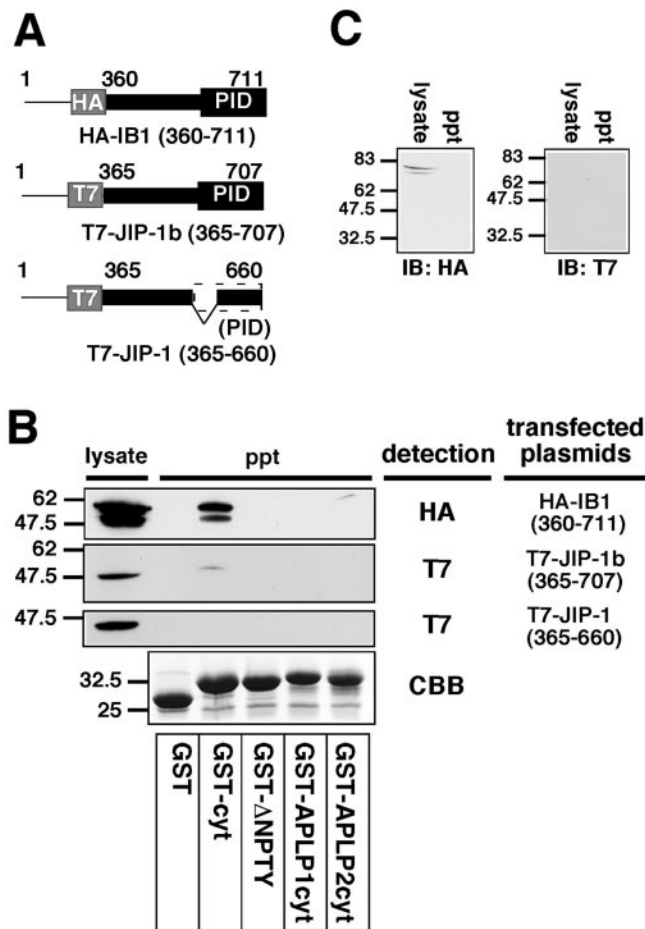 A
1 360 711
HA PID
HA-IB1 (360-711)
1 365 707
T7 PID
T7-JIP-1b (365-707)
1 365 660
T7
(PID)
T7-JIP-1 (365-660)
C
lysate ppt
83
62
47.5
32.5
IB: HA
lysate ppt
83
62
47.5
32.5
IB: T7
B
lysate ppt detection transfected
plasmids
62
47.5
HA HA-IB1
(360-711)
62
47.5
T7 T7-JIP-1b
(365-707)
47.5
T7 T7-JIP-1
(365-660)
32.5
25
CBB
GST
GST-cyt
GST-ΔNPTY
GST-APLP1cyt
GST-APLP2cyt